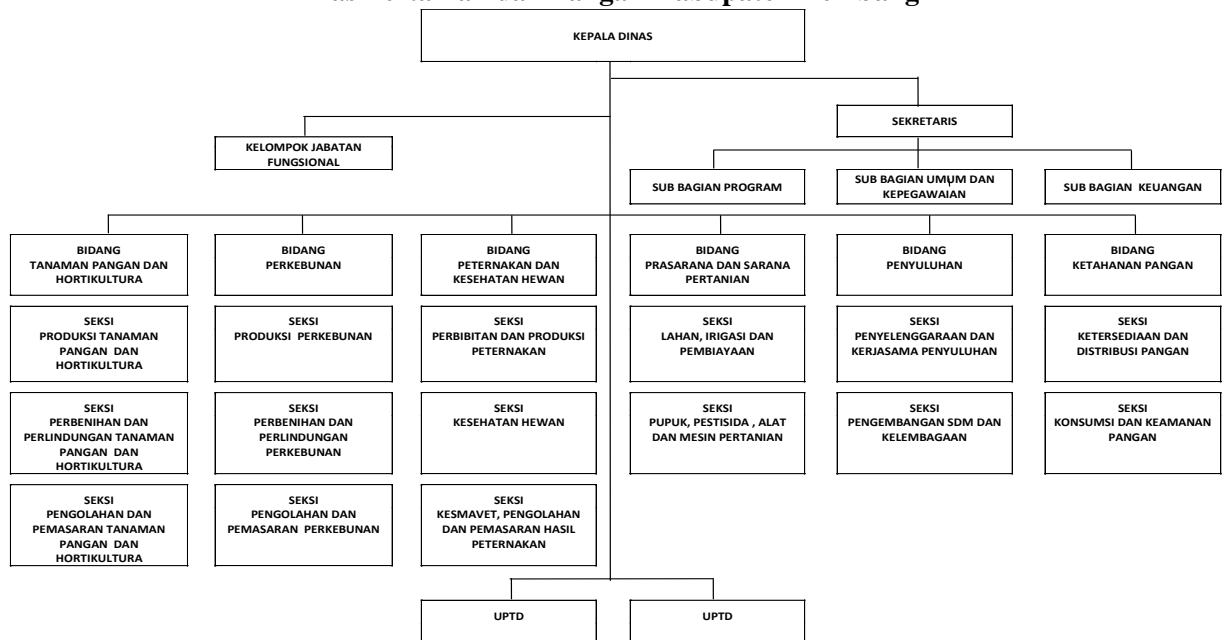 KEPALA DINAS
SEKRETARIS
KELOMPOK JABATAN
FUNGSIONAL
SUB BAGIAN PROGRAM
SUB BAGIAN UMUM DAN
KEPEGAWAIAN
SUB BAGIAN KEUANGAN
BIDANG
TANAMAN PANGAN DAN
HORTIKULTURA
BIDANG
PERKEBUNAN
BIDANG
PETERNAKAN DAN
KESEHATAN HEWAN
BIDANG
PRASARANA DAN SARANA
PERTANIAN
BIDANG
PENYULUHAN
BIDANG
KETAHANAN PANGAN
SEKSI
PRODUKSI TANAMAN
PANGAN DAN
HORTIKULTURA
SEKSI
PRODUKSI PERKEBUNAN
SEKSI
PERBIBITAN DAN PRODUKSI
PETERNAKAN
SEKSI
LAHAN, IRIGASI DAN
PEMBIAYAAN
SEKSI
PENYELENGGARAAN DAN
KERJASAMA PENYULUHAN
SEKSI
KETERSEDIAAN DAN
DISTRIBUSI PANGAN
SEKSI
PERBENIHAN DAN
PERLINDUNGAN TANAMAN
PANGAN DAN
HORTIKULTURA
SEKSI
PERBENIHAN DAN
PERLINDUNGAN
PERKEBUNAN
SEKSI
KESEHATAN HEWAN
SEKSI
PUPUK, PESTISIDA , ALAT
DAN MESIN PERTANIAN
SEKSI
PENGEMBANGAN SDM DAN
KELEMBAGAAN
SEKSI
KONSUMSI DAN KEAMANAN
PANGAN
SEKSI
PENGOLAHAN DAN
PEMASARAN TANAMAN
PANGAN DAN
HORTIKULTURA
SEKSI
PENGOLAHAN DAN
PEMASARAN PERKEBUNAN
SEKSI
KESMAVET, PENGOLAHAN
DAN PEMASARAN HASIL
PETERNAKAN
UPTD
UPTD